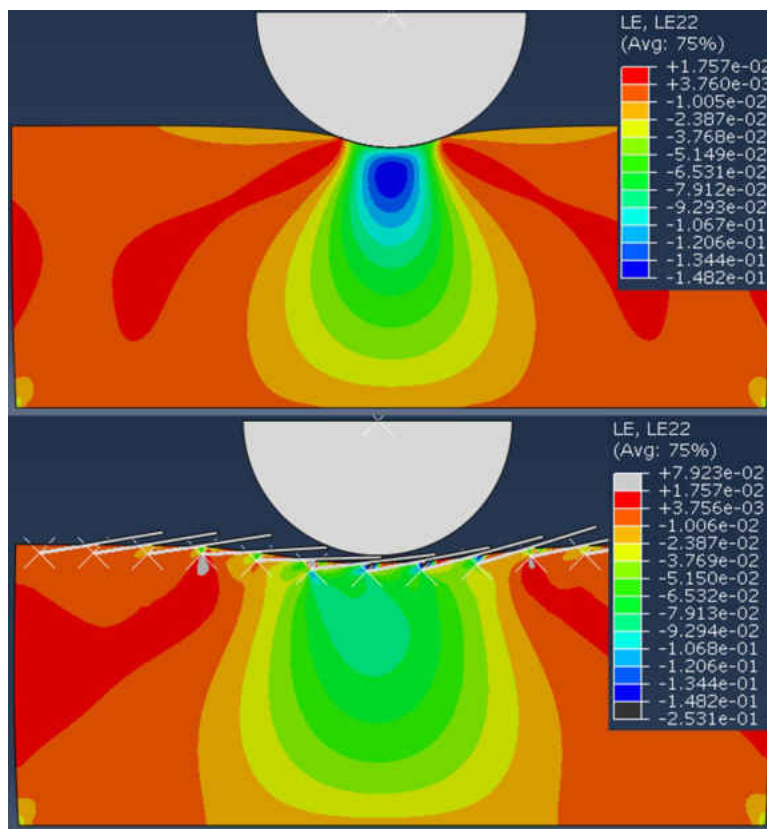 LE, LE22
(Avg: 75%)
+1.757e-02
+3.760e-03
-1.005e-02
-2.387e-02
-3.768e-02
-5.149e-02
-6.531e-02
-7.912e-02
-9.293e-02
-1.067e-01
-1.206e-01
-1.344e-01
-1.482e-01
LE, LE22
(Avg: 75%)
+7.923e-02
+1.757e-02
+3.756e-03
-1.006e-02
-2.387e-02
-3.769e-02
-5.150e-02
-6.532e-02
-7.913e-02
-9.294e-02
-1.068e-01
-1.206e-01
-1.344e-01
-1.482e-01
-2.531e-01